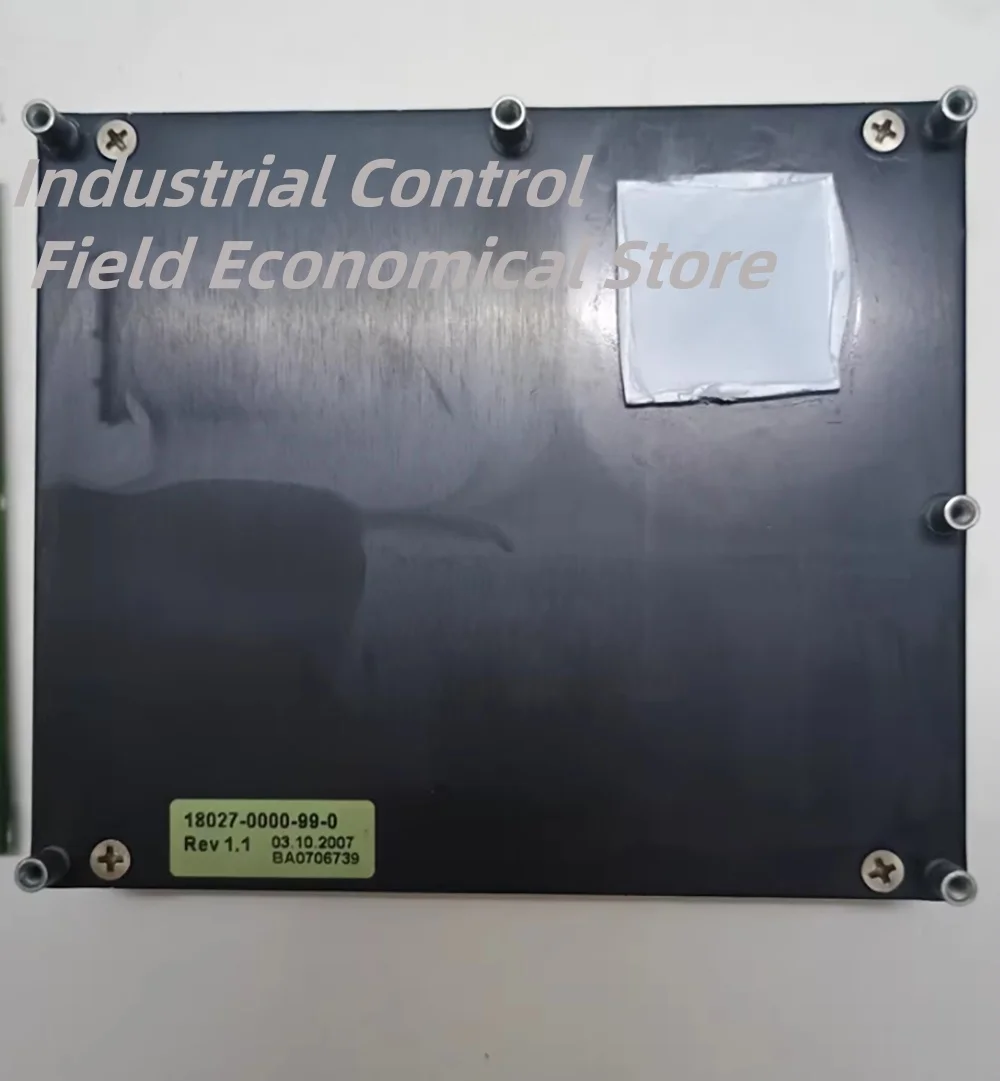 Industrial Control
Field Economical Store
18027-0000-99-0
Rev 1.1 03.10.2007
BA0706739